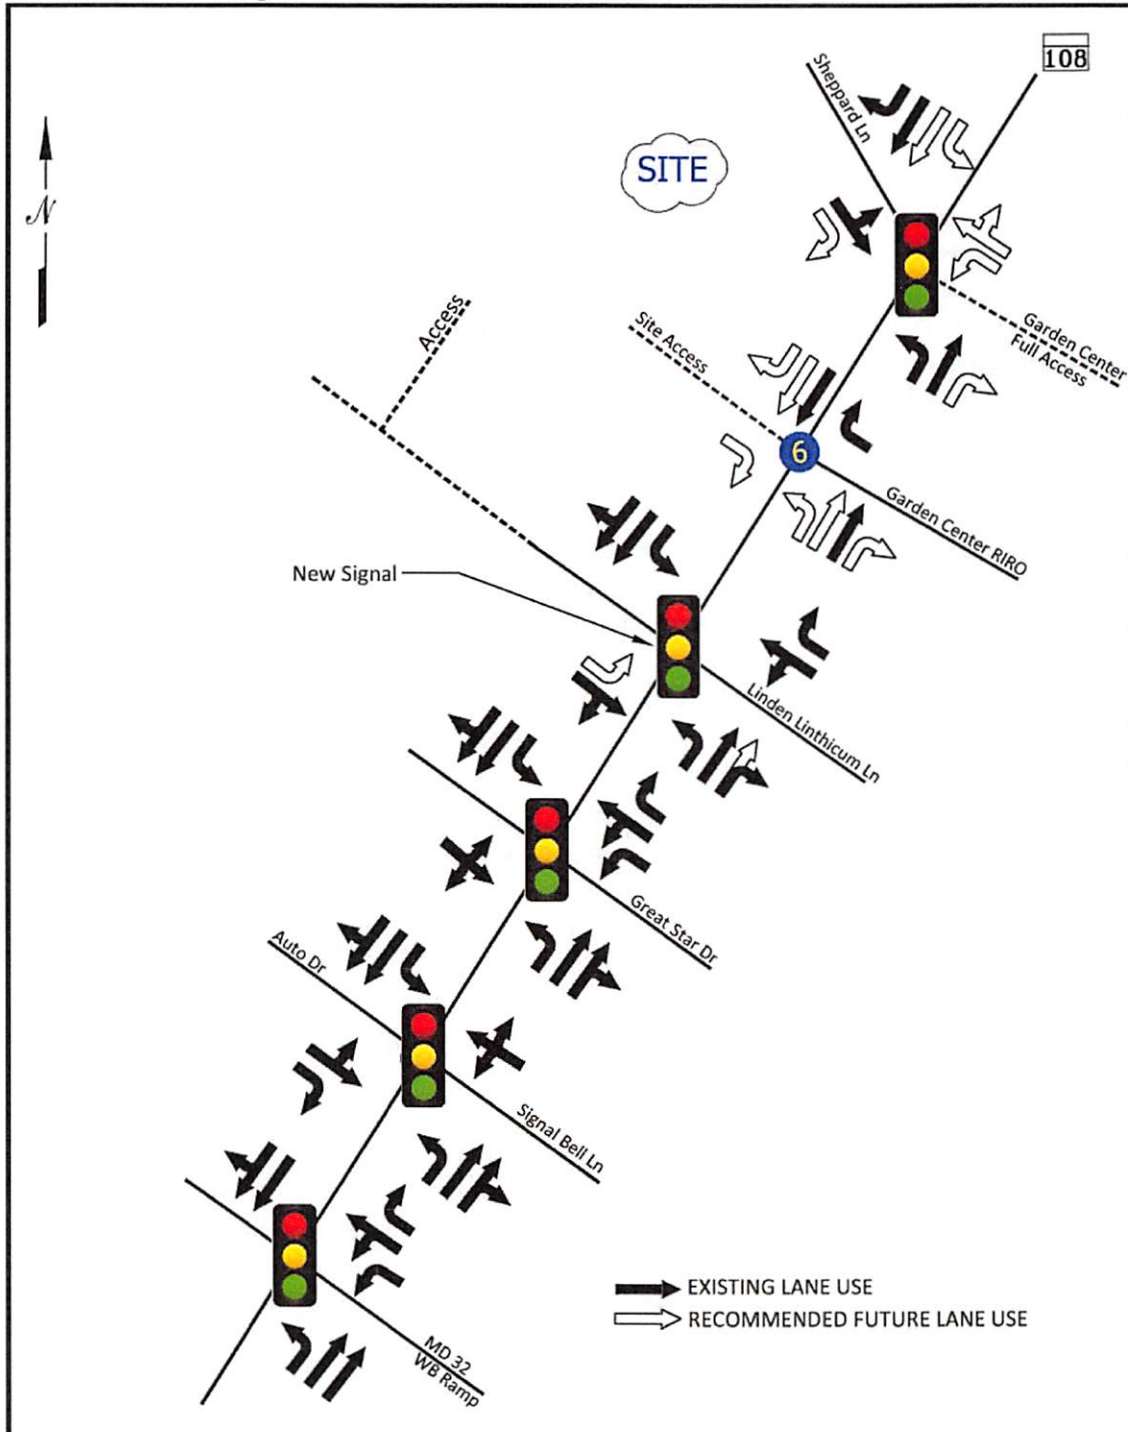 108
Sheppard Ln
SITE
N
Garden Center
Full Access
Access
Site Access
6
Garden Center RIRO
New Signal
Linden Linthicum Ln
Great Star Dr
Auto Dr
Signal Bell Ln
EXISTING LANE USE
RECOMMENDED FUTURE LANE USE
MD 32
WB Ramp